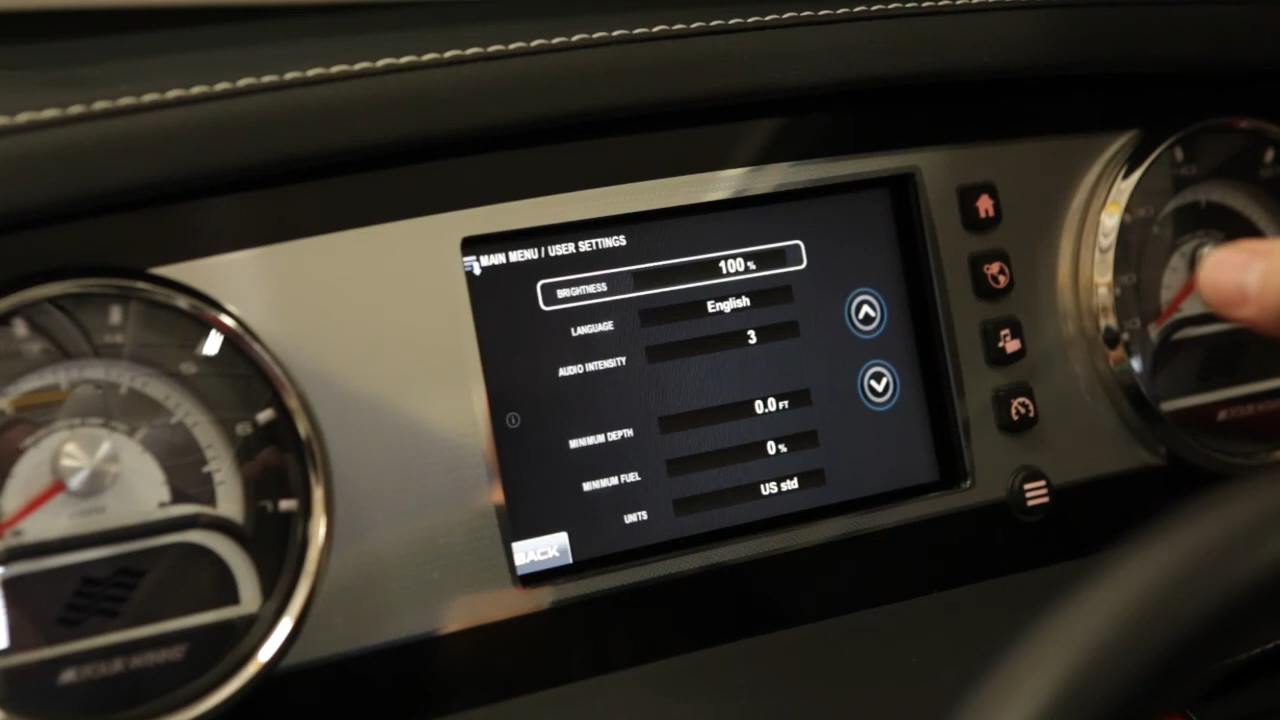 MAIN MENU / USER SETTINGS
BRIGHTNESS 100 %
LANGUAGE English
AUDIO INTENSITY 3
MINIMUM DEPTH 0.0 FT
MINIMUM FUEL 0 %
UNITS US std
BACK